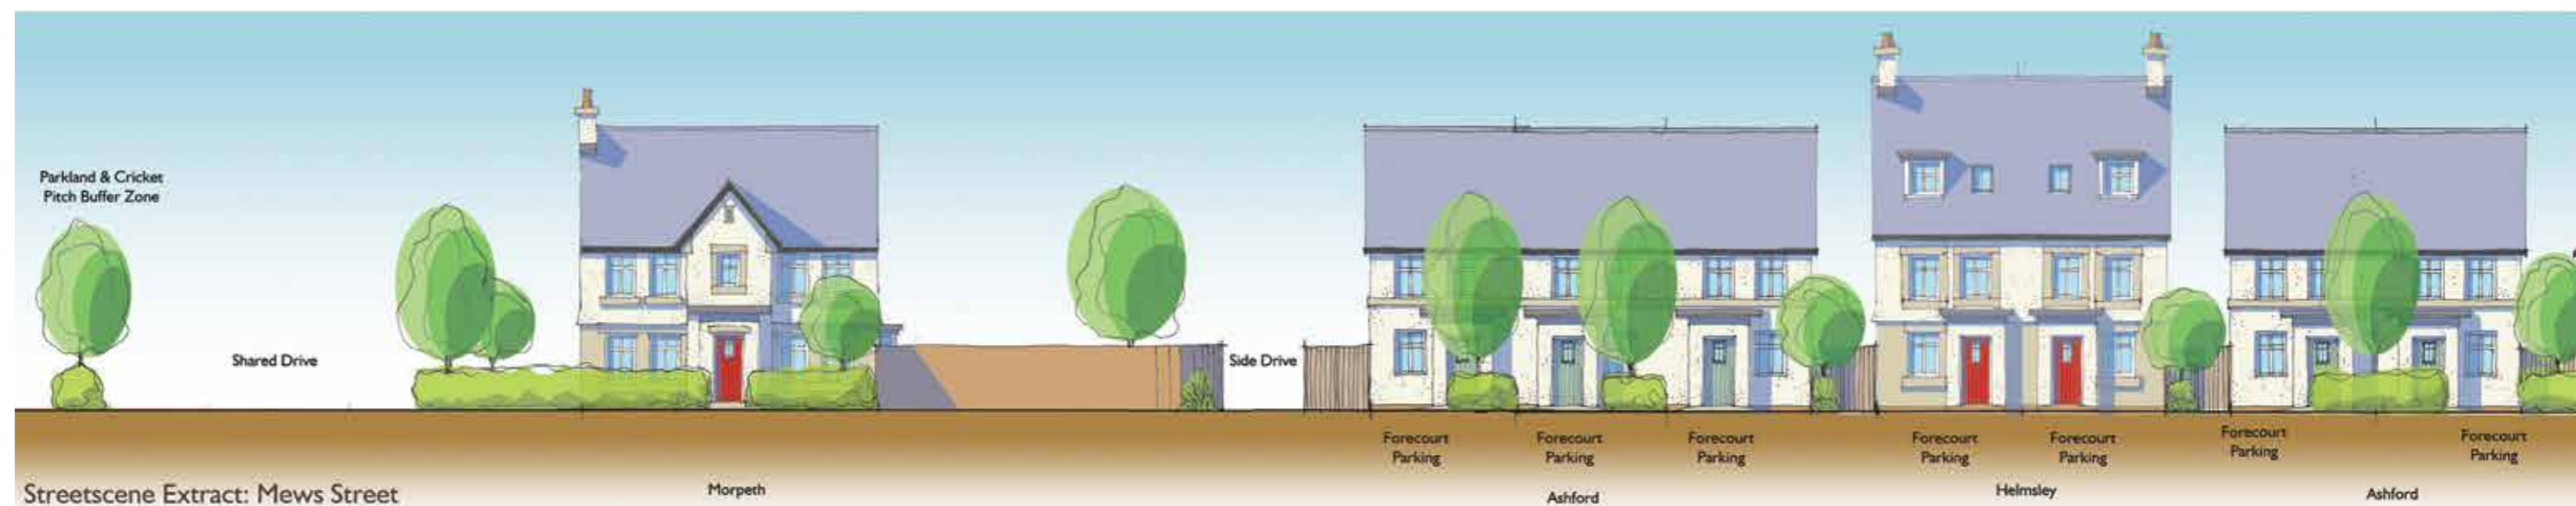 Parkland & Cricket
Pitch Buffer Zone
Shared Drive
Side Drive
Forecourt
Parking
Forecourt
Parking
Forecourt
Parking
Forecourt
Parking
Forecourt
Parking
Forecourt
Parking
Forecourt
Parking
Streetscene Extract: Mews Street
Morpeth
Ashford
Helmsley
Ashford